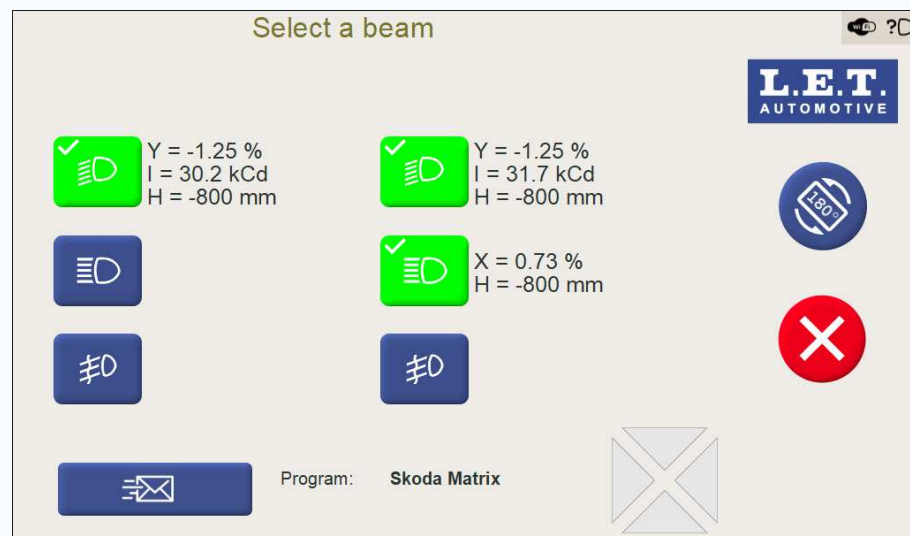 Select a beam
WiFi ?
L.E.T.
AUTOMOTIVE
Y = -1.25 %
I = 30.2 kCd
H = -800 mm
Y = -1.25 %
I = 31.7 kCd
H = -800 mm
180°
X = 0.73 %
H = -800 mm
Program: Skoda Matrix